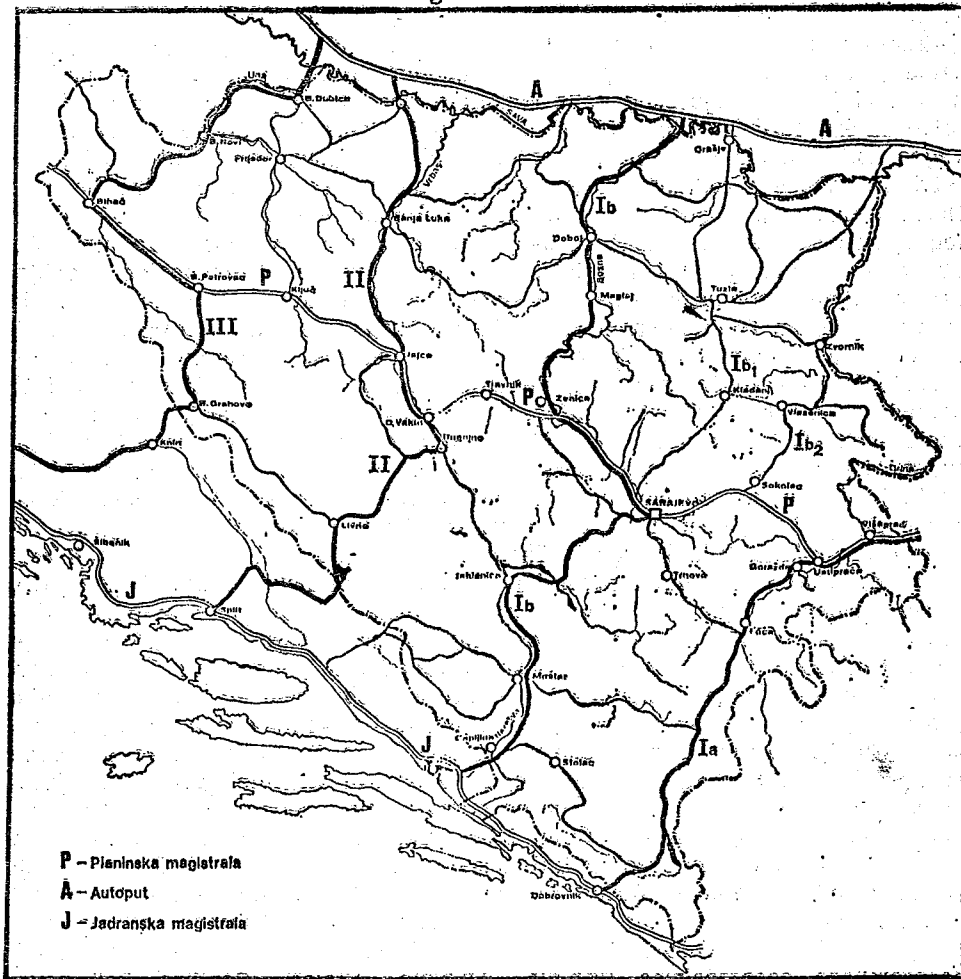 A
SAVA
Una
B. Dubica
A
B. Novi
Orašje
Prijedor
Vrbas
Bihać
Ib
Banja Luka
Doboj
Bosna
B. Petrovac
P
Ključ
II
Maglaj
Tuzla
III
Zvornik
Jajce
Ib₁
Travnik
P
Zenica
Kladanj
Vlasenica
B. Grahovo
D. Vakuf
Knin
Bugojno
Ib₂
II
Sokolac
SARAJEVO
P
Livno
Višegrad
Šibenik
Goražde
Ustiprača
Jablanica
Trnovo
J
Ib
Split
Foča
Mostar
Čapljina
Ia
J
Stolac
P – Planinska magistrala
A – Autoput
J – Jadranska magistrala
Dubrovnik